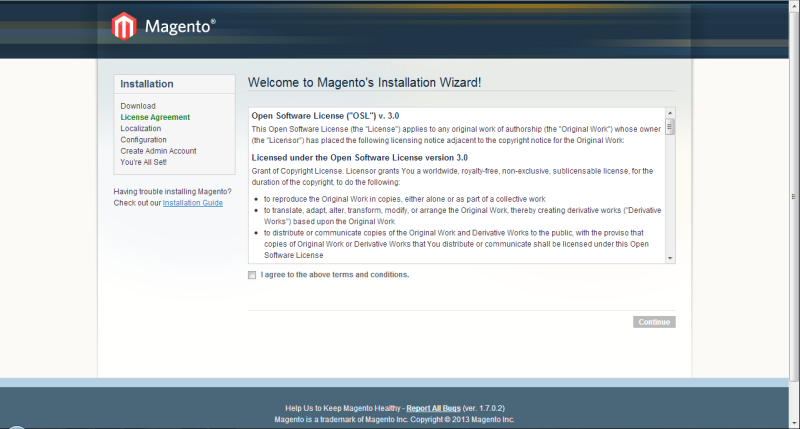 Magento®
Installation
Download
License Agreement
Localization
Configuration
Create Admin Account
You're All Set!
Having trouble installing Magento?
Check out our Installation Guide
Welcome to Magento's Installation Wizard!
Open Software License ("OSL") v. 3.0
This Open Software License (the "License") applies to any original work of authorship (the "Original Work") whose owner
(the "Licensor") has placed the following licensing notice adjacent to the copyright notice for the Original Work:
Licensed under the Open Software License version 3.0
Grant of Copyright License. Licensor grants You a worldwide, royalty-free, non-exclusive, sublicensable license, for the
duration of the copyright, to do the following:
• to reproduce the Original Work in copies, either alone or as part of a collective work
• to translate, adapt, alter, transform, modify, or arrange the Original Work, thereby creating derivative works ("Derivative
Works") based upon the Original Work
• to distribute or communicate copies of the Original Work and Derivative Works to the public, with the proviso that
copies of Original Work or Derivative Works that You distribute or communicate shall be licensed under this Open
Software License
I agree to the above terms and conditions.
Continue
Help Us to Keep Magento Healthy - Report All Bugs (ver. 1.7.0.2)
Magento is a trademark of Magento Inc. Copyright © 2013 Magento Inc.